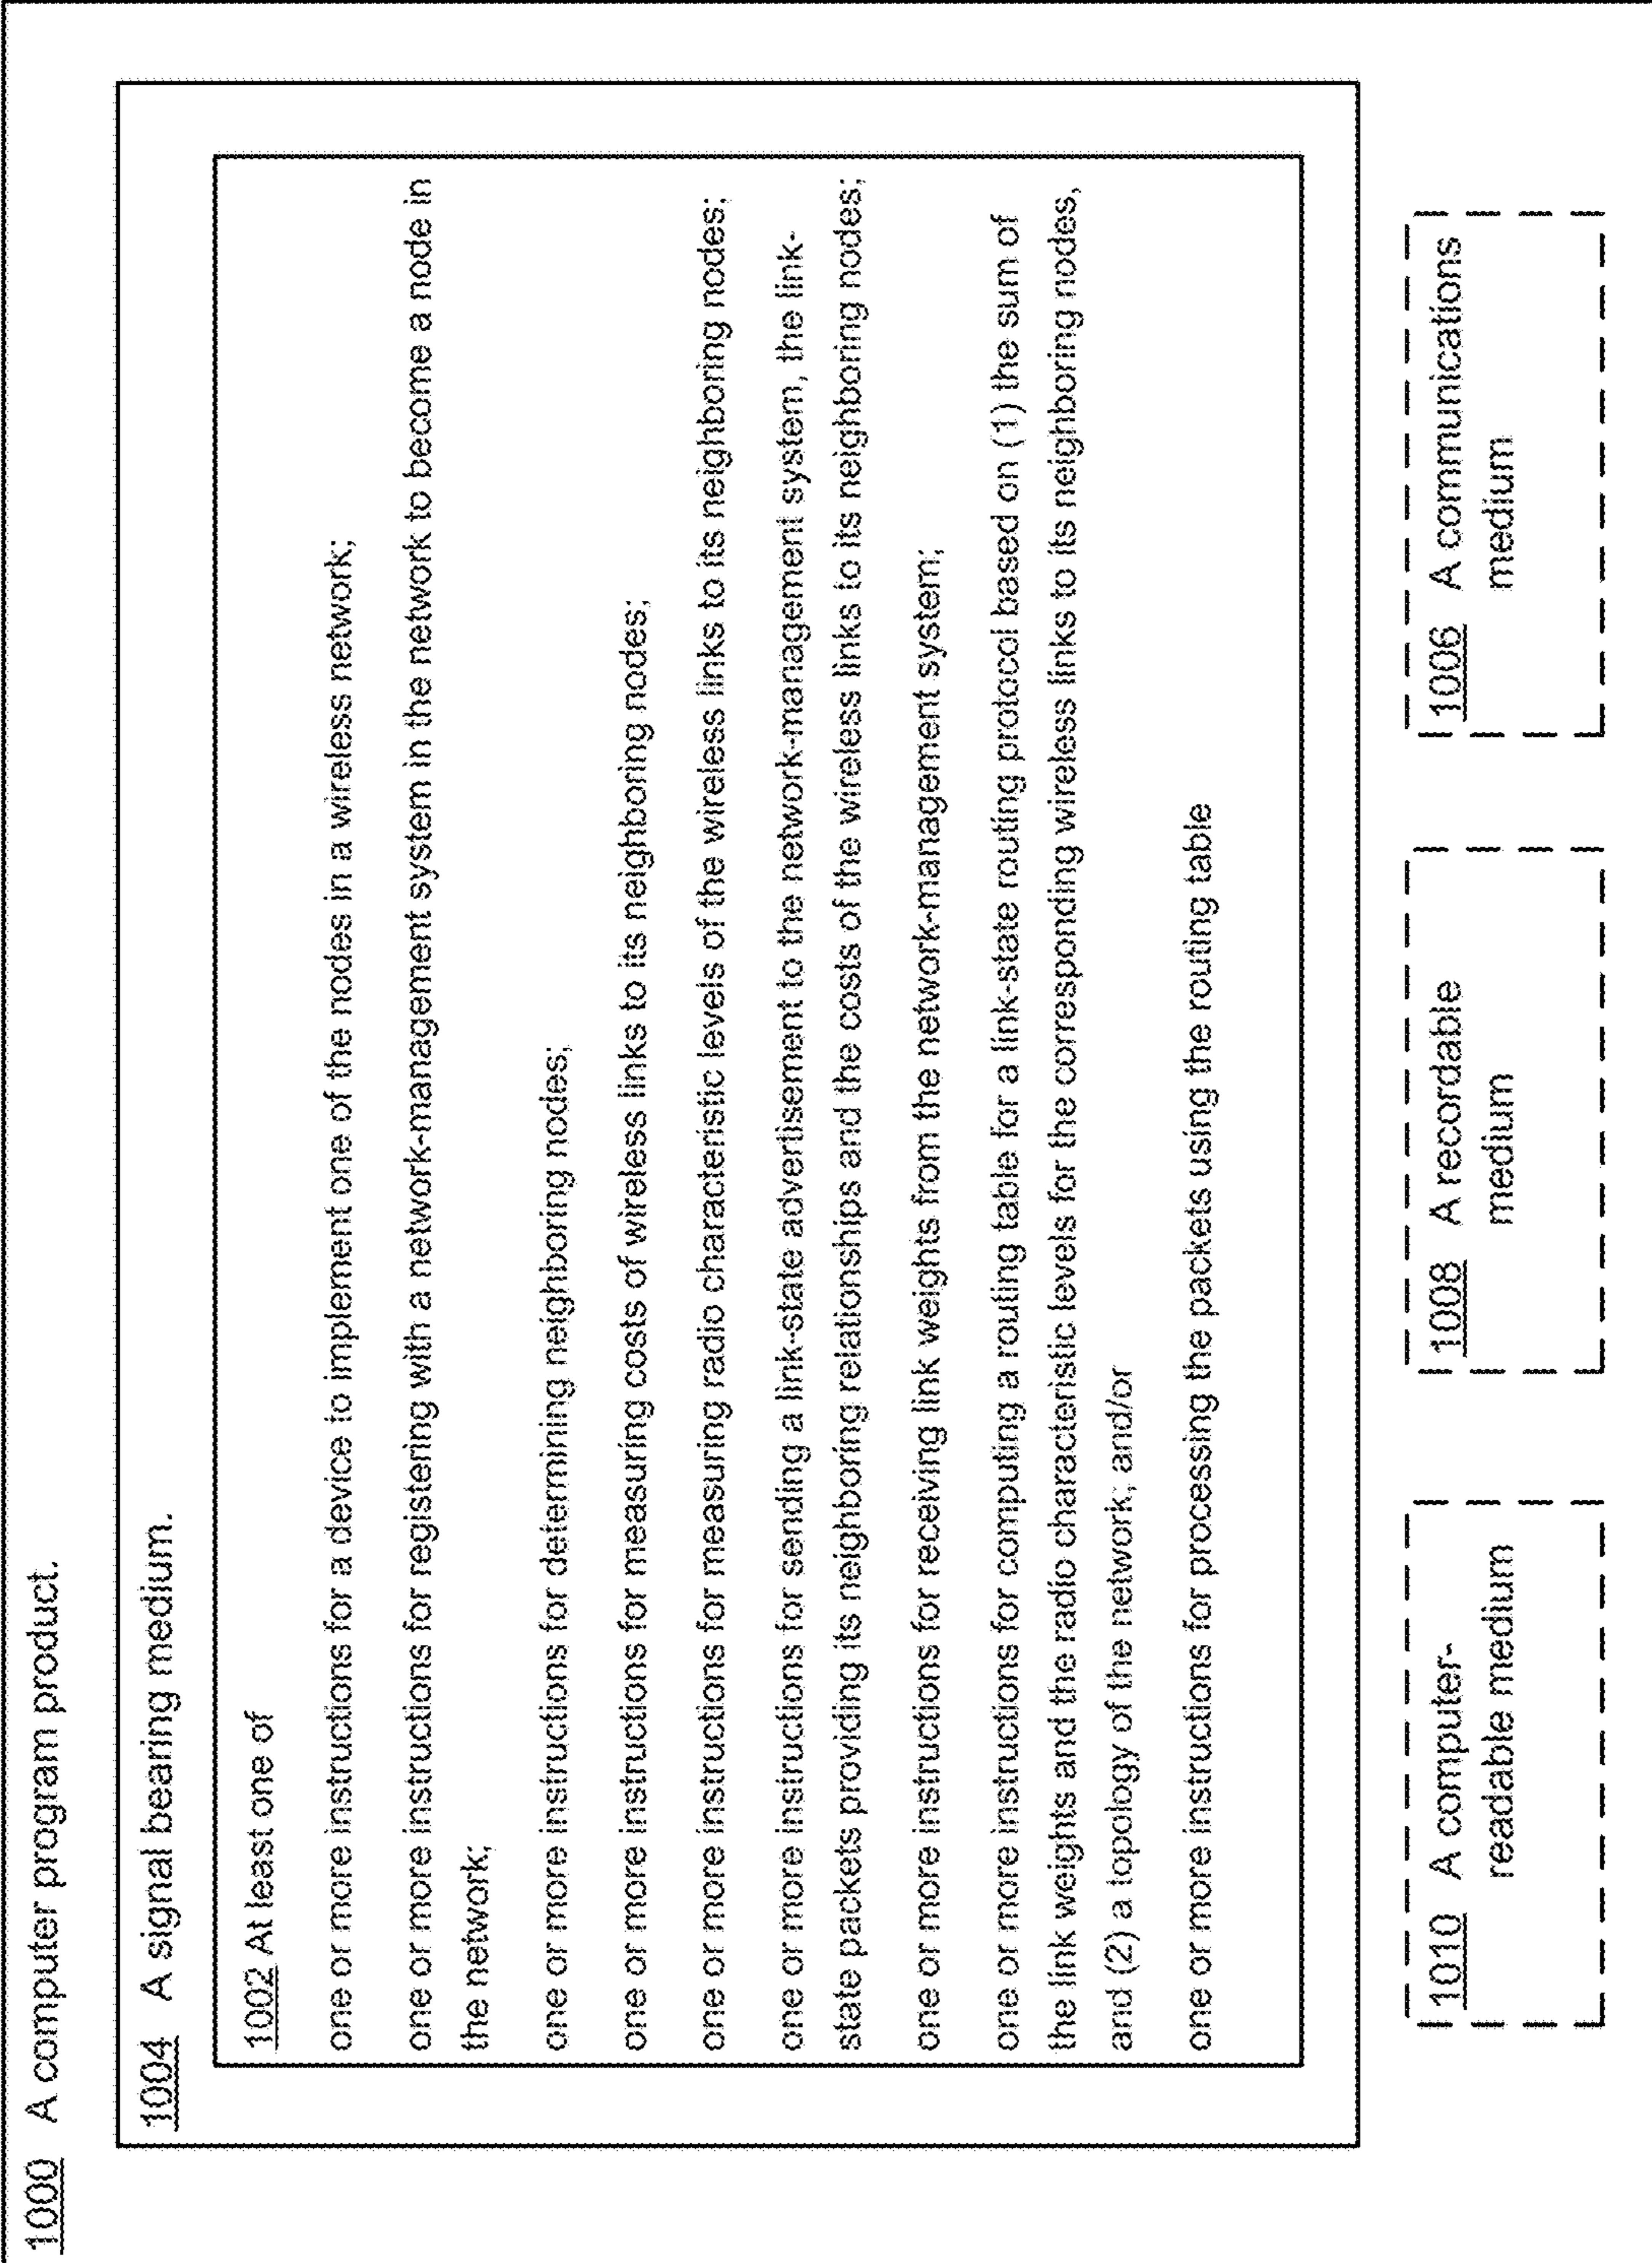 1000 A computer program product.
1004 A signal bearing medium.
1002 At least one of
one or more instructions for a device to implement one of the nodes in a wireless network;
one or more instructions for registering with a network-management system in the network to become a node in
the network;
one or more instructions for determining neighboring nodes;
one or more instructions for measuring costs of wireless links to its neighboring nodes;
one or more instructions for measuring radio characteristic levels of the wireless links to its neighboring nodes;
one or more instructions for sending a link-state advertisement to the network-management system, the link-
state packets providing its neighboring relationships and the costs of the wireless links to its neighboring nodes;
one or more instructions for receiving link weights from the network-management system;
one or more instructions for computing a routing table for a link-state routing protocol based on (1) the sum of
the link weights and the radio characteristic levels for the corresponding wireless links to its neighboring nodes,
and (2) a topology of the network; and/or
one or more instructions for processing the packets using the routing table
1010 A computer-
readable medium
1008 A recordable
medium
1006 A communications
medium